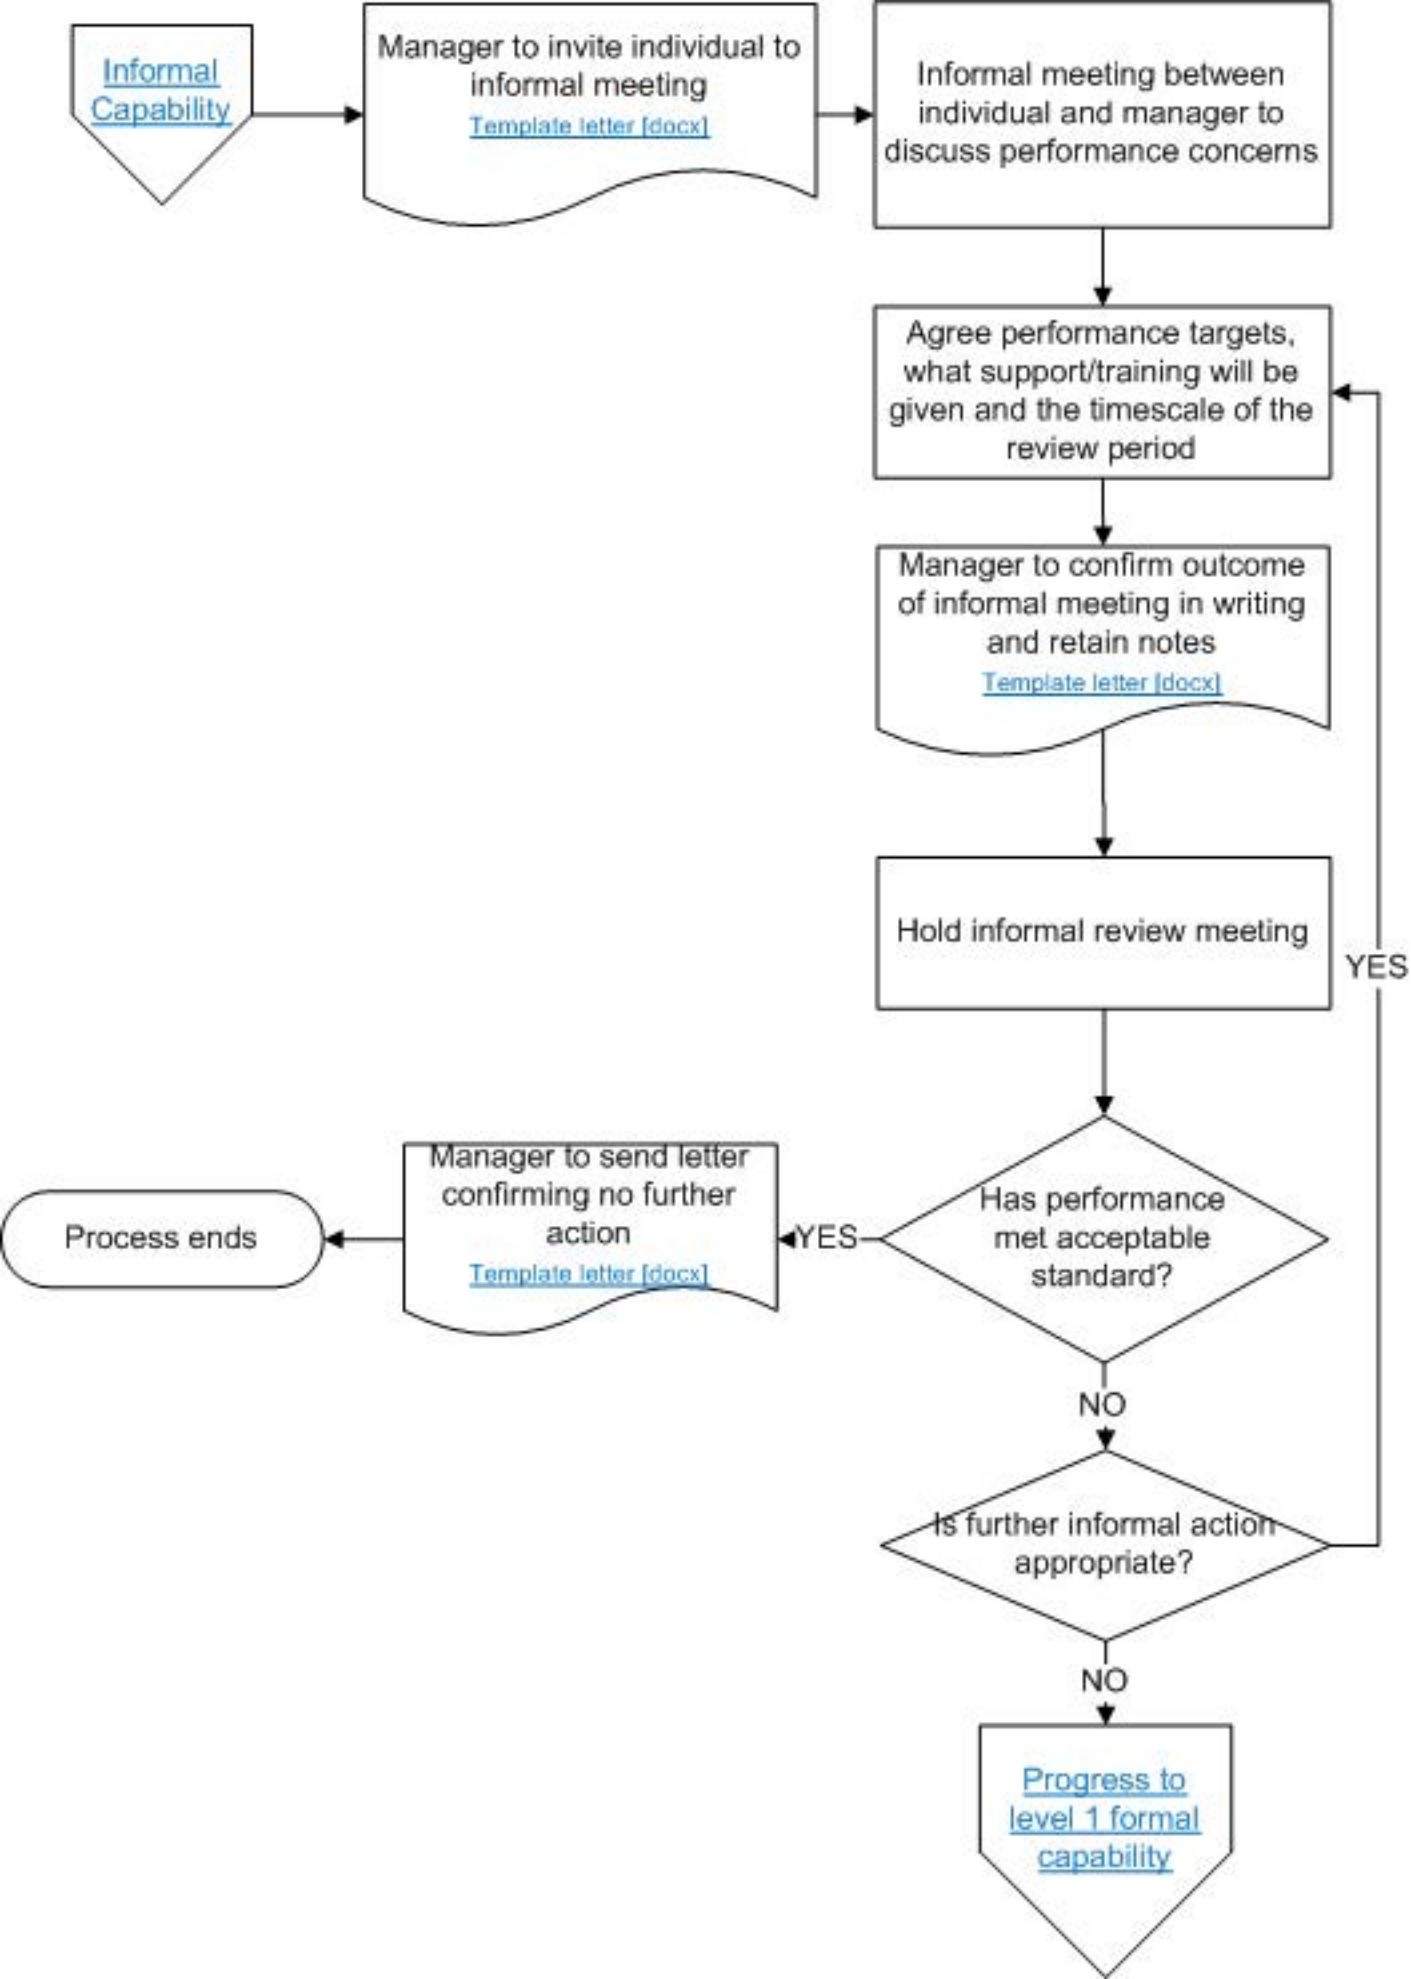 Informal
Capability
Manager to invite individual to
informal meeting
Template letter [docx]
Informal meeting between
individual and manager to
discuss performance concerns
Agree performance targets,
what support/training will be
given and the timescale of the
review period
Manager to confirm outcome
of informal meeting in writing
and retain notes
Template letter [docx]
Hold informal review meeting
YES
Has performance
met acceptable
standard?
YES
Manager to send letter
confirming no further
action
Template letter [docx]
Process ends
NO
Is further informal action
appropriate?
NO
Progress to
level 1 formal
capability